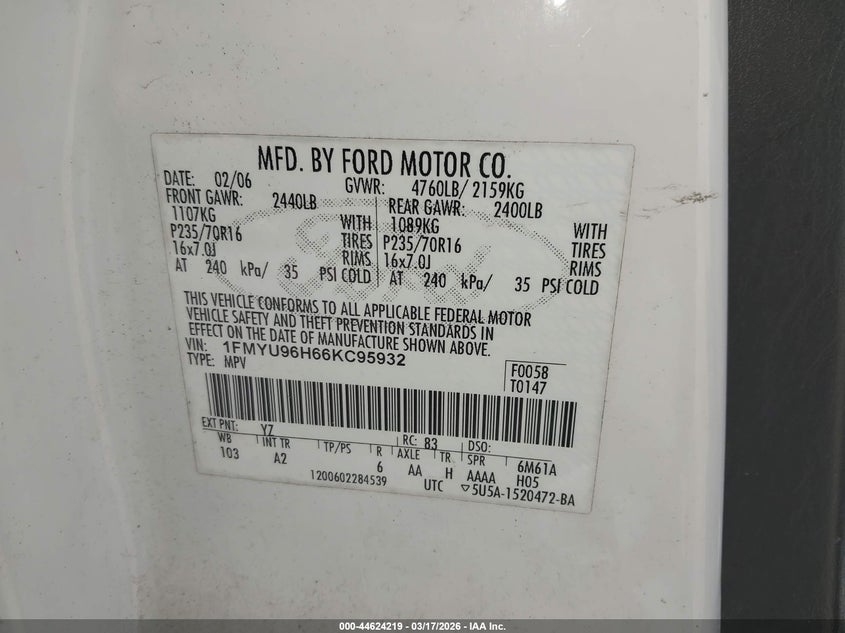 MFD. BY FORD MOTOR CO.
DATE: 02/06 GVWR: 4760LB/ 2159KG
FRONT GAWR: 2440LB REAR GAWR: 2400LB
1107KG WITH 1089KG WITH
P235/70R16 TIRES P235/70R16 TIRES
16x7.0J RIMS 16x7.0J RIMS
AT 240 kPa/ 35 PSI COLD AT 240 kPa/ 35 PSI COLD
THIS VEHICLE CONFORMS TO ALL APPLICABLE FEDERAL MOTOR
VEHICLE SAFETY AND THEFT PREVENTION STANDARDS IN
EFFECT ON THE DATE OF MANUFACTURE SHOWN ABOVE.
VIN: 1FMYU96H66KC95932
TYPE: MPV
F0058
T0147
EXT PNT: Y7 RC: 83 DSO:
WB INT TR TP/PS R AXLE TR SPR 6M61A
103 A2 6 AA H AAAA H05
1200602284539 UTC ▽5U5A-1520472-BA
Ford
000-44624219 - 03/17/2026 - IAA Inc.